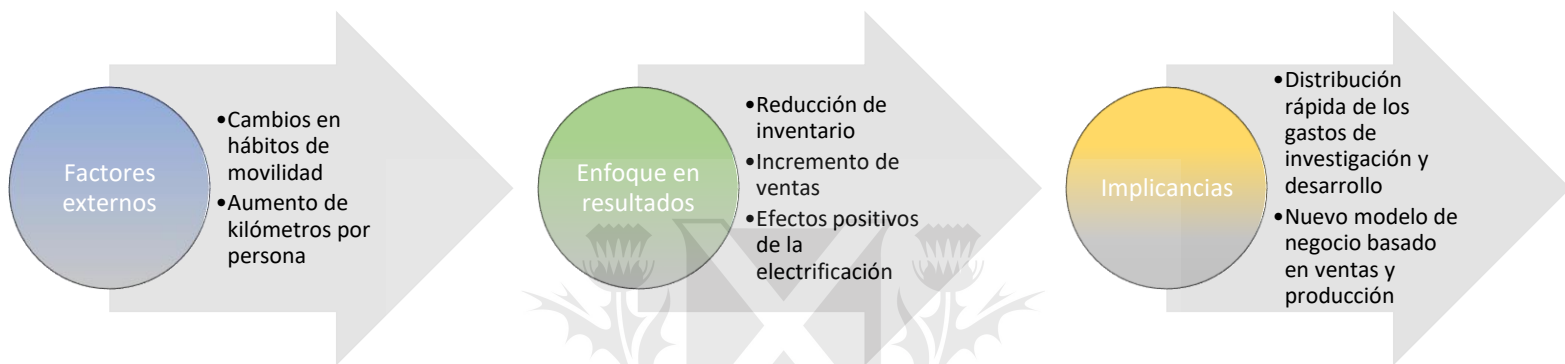 Factores
externos
•Cambios en
hábitos de
movilidad
•Aumento de
kilómetros por
persona
Enfoque en
resultados
•Reducción de
inventario
•Incremento de
ventas
•Efectos positivos
de la
electrificación
Implicancias
•Distribución
rápida de los
gastos de
investigación y
desarrollo
•Nuevo modelo de
negocio basado
en ventas y
producción